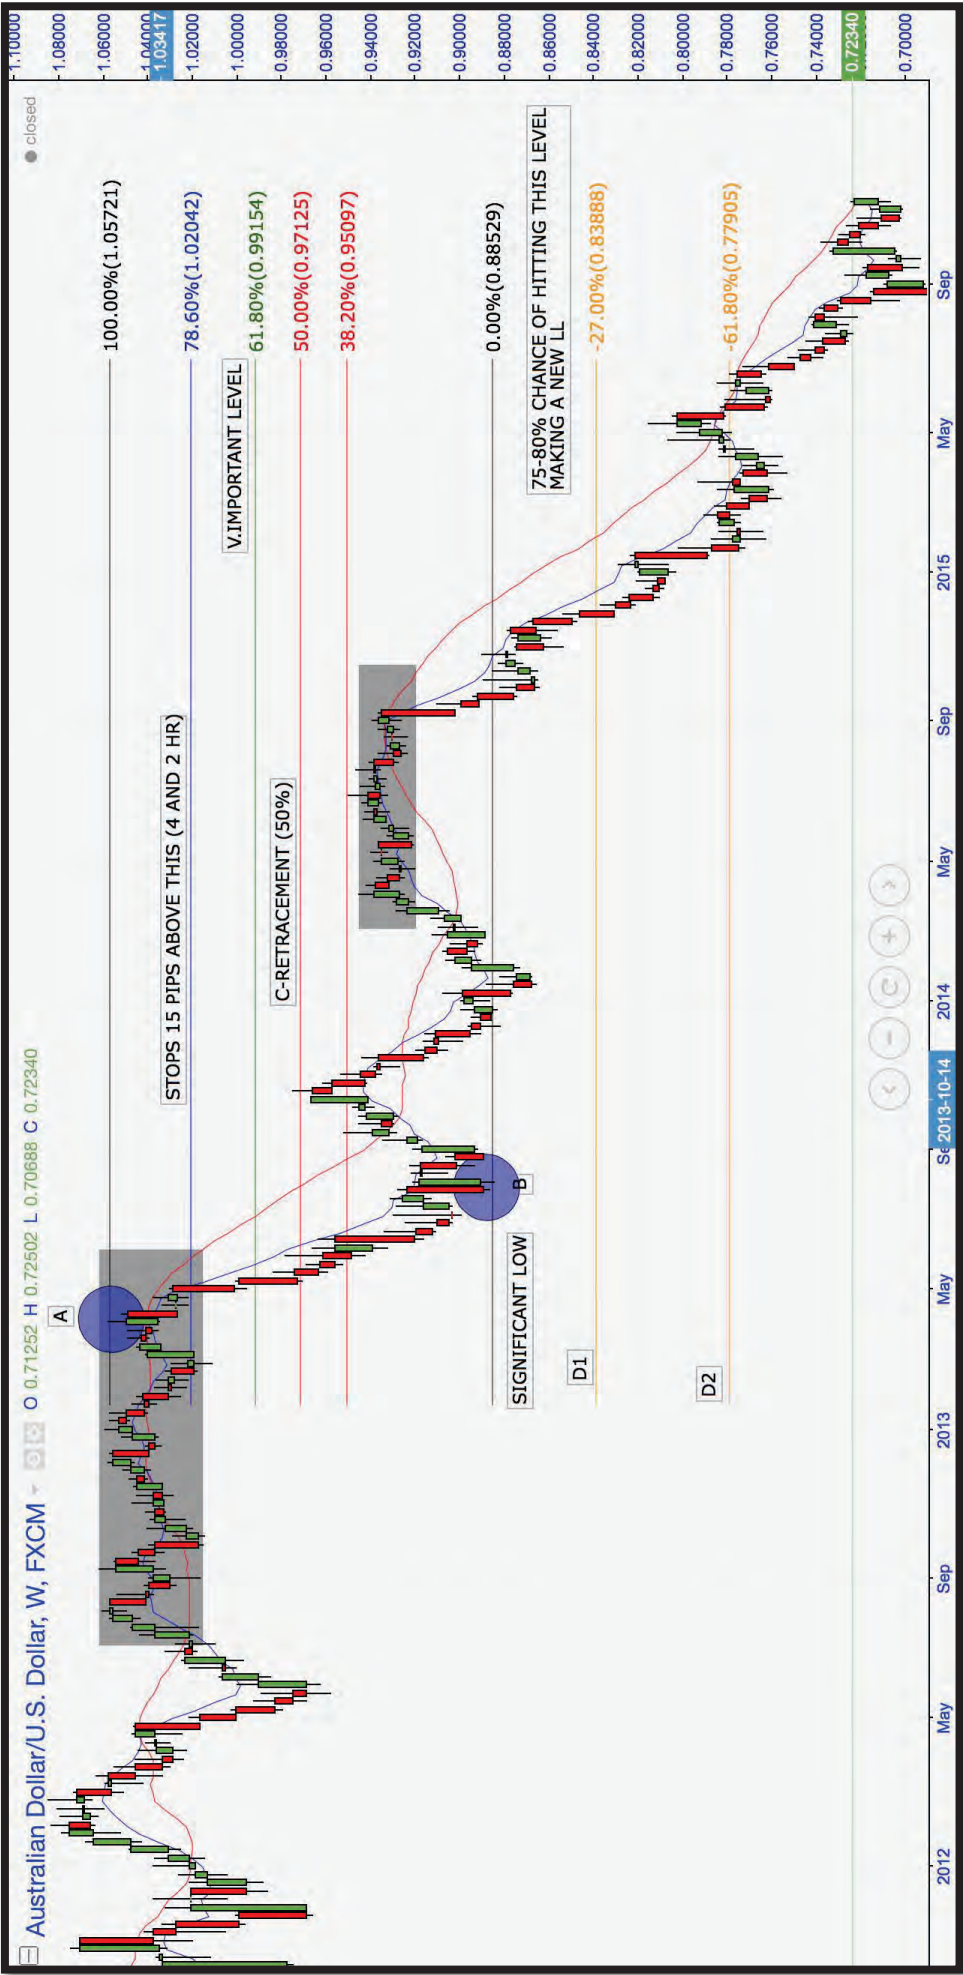 Australian Dollar/U.S. Dollar, W, FXCM O 0.71252 H 0.72502 L 0.70688 C 0.72340
closed
A
STOPS 15 PIPS ABOVE THIS (4 AND 2 HR)
V.IMPORTANT LEVEL
C-RETRACEMENT (50%)
100.00%(1.05721)
78.60%(1.02042)
61.80%(0.99154)
50.00%(0.97125)
38.20%(0.95097)
0.00%(0.88529)
B
SIGNIFICANT LOW
75-80% CHANCE OF HITTING THIS LEVEL
MAKING A NEW LL
D1
-27.00%(0.83888)
D2
-61.80%(0.77905)
1.10000
1.08000
1.06000
1.04000
1.03417
1.02000
1.00000
0.98000
0.96000
0.94000
0.92000
0.90000
0.88000
0.86000
0.84000
0.82000
0.80000
0.78000
0.76000
0.74000
0.72340
0.70000
2012 May Sep 2013 May Se 2013-10-14 2014 May Sep 2015 May Sep